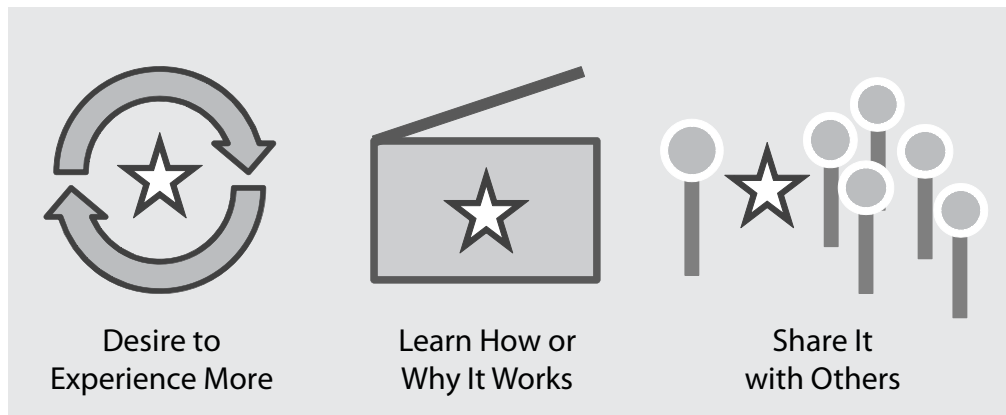 Desire to
Experience More
Learn How or
Why It Works
Share It
with Others